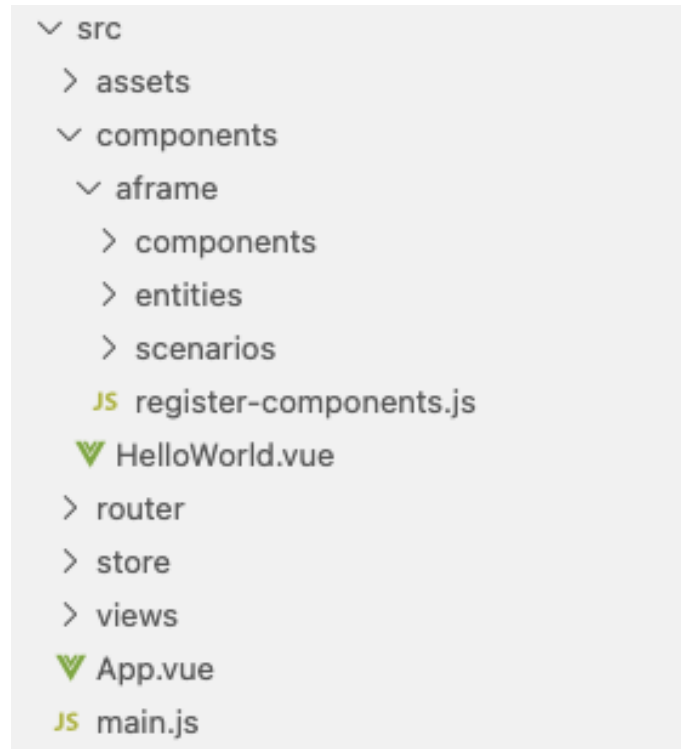 src
assets
components
aframe
components
entities
scenarios
JS register-components.js
HelloWorld.vue
router
store
views
App.vue
JS main.js